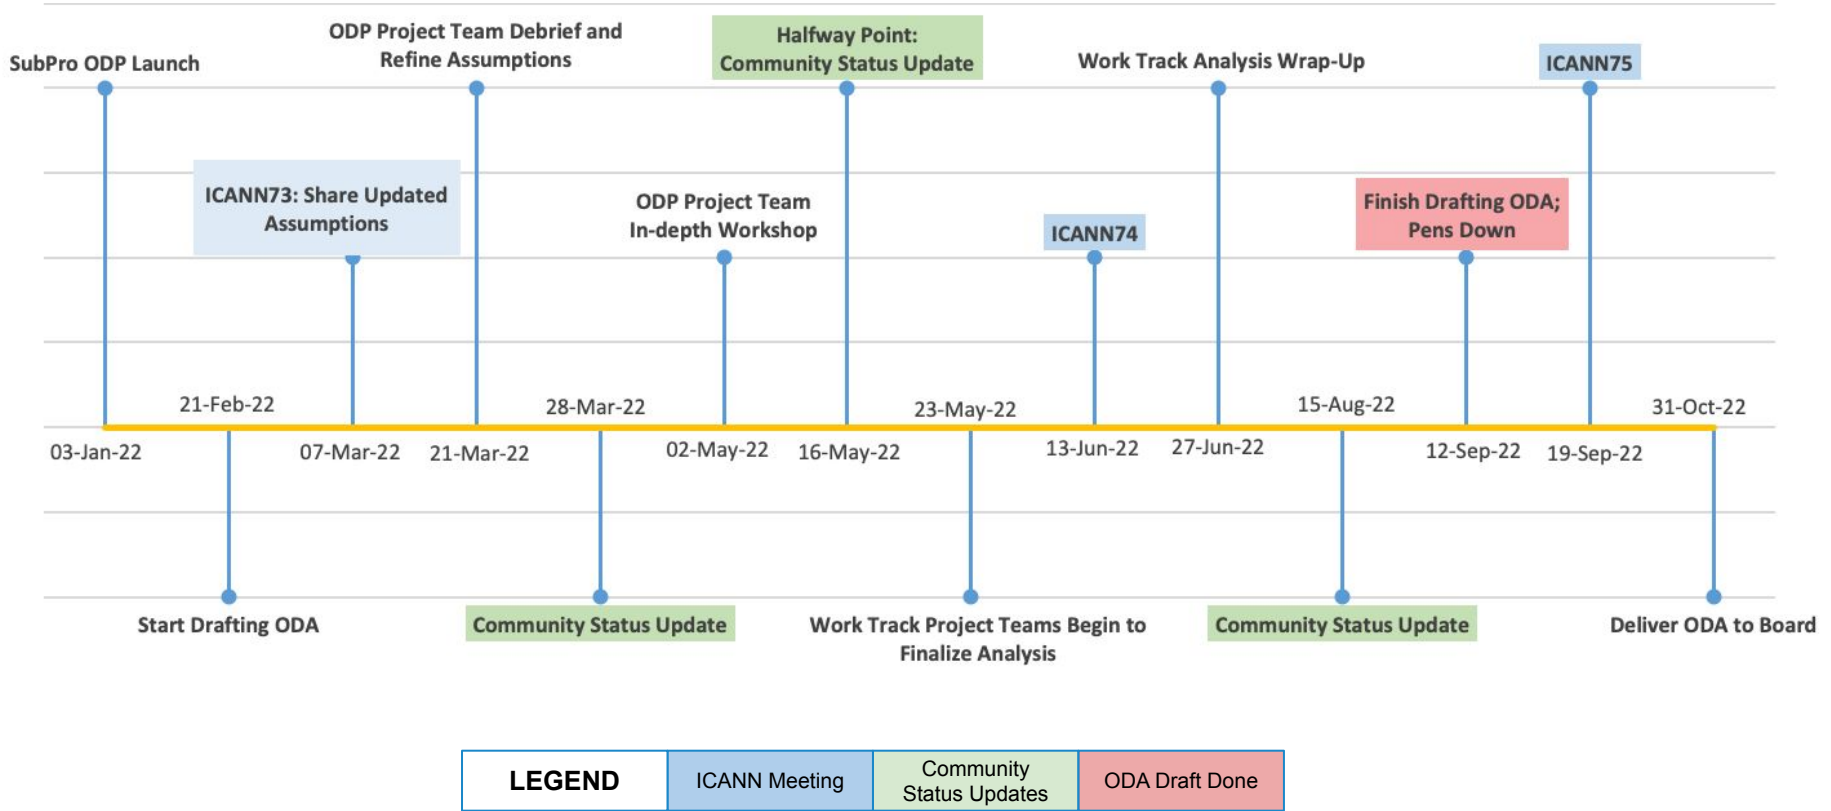 SubPro ODP Launch
ODP Project Team Debrief and
Refine Assumptions
Halfway Point:
Community Status Update
Work Track Analysis Wrap-Up
ICANN75
ICANN73: Share Updated
Assumptions
ODP Project Team
In-depth Workshop
ICANN74
Finish Drafting ODA;
Pens Down
21-Feb-22
28-Mar-22
23-May-22
15-Aug-22
31-Oct-22
03-Jan-22
07-Mar-22
21-Mar-22
02-May-22
16-May-22
13-Jun-22
27-Jun-22
12-Sep-22
19-Sep-22
Start Drafting ODA
Community Status Update
Work Track Project Teams Begin to
Finalize Analysis
Community Status Update
Deliver ODA to Board
LEGEND
ICANN Meeting
Community
Status Updates
ODA Draft Done